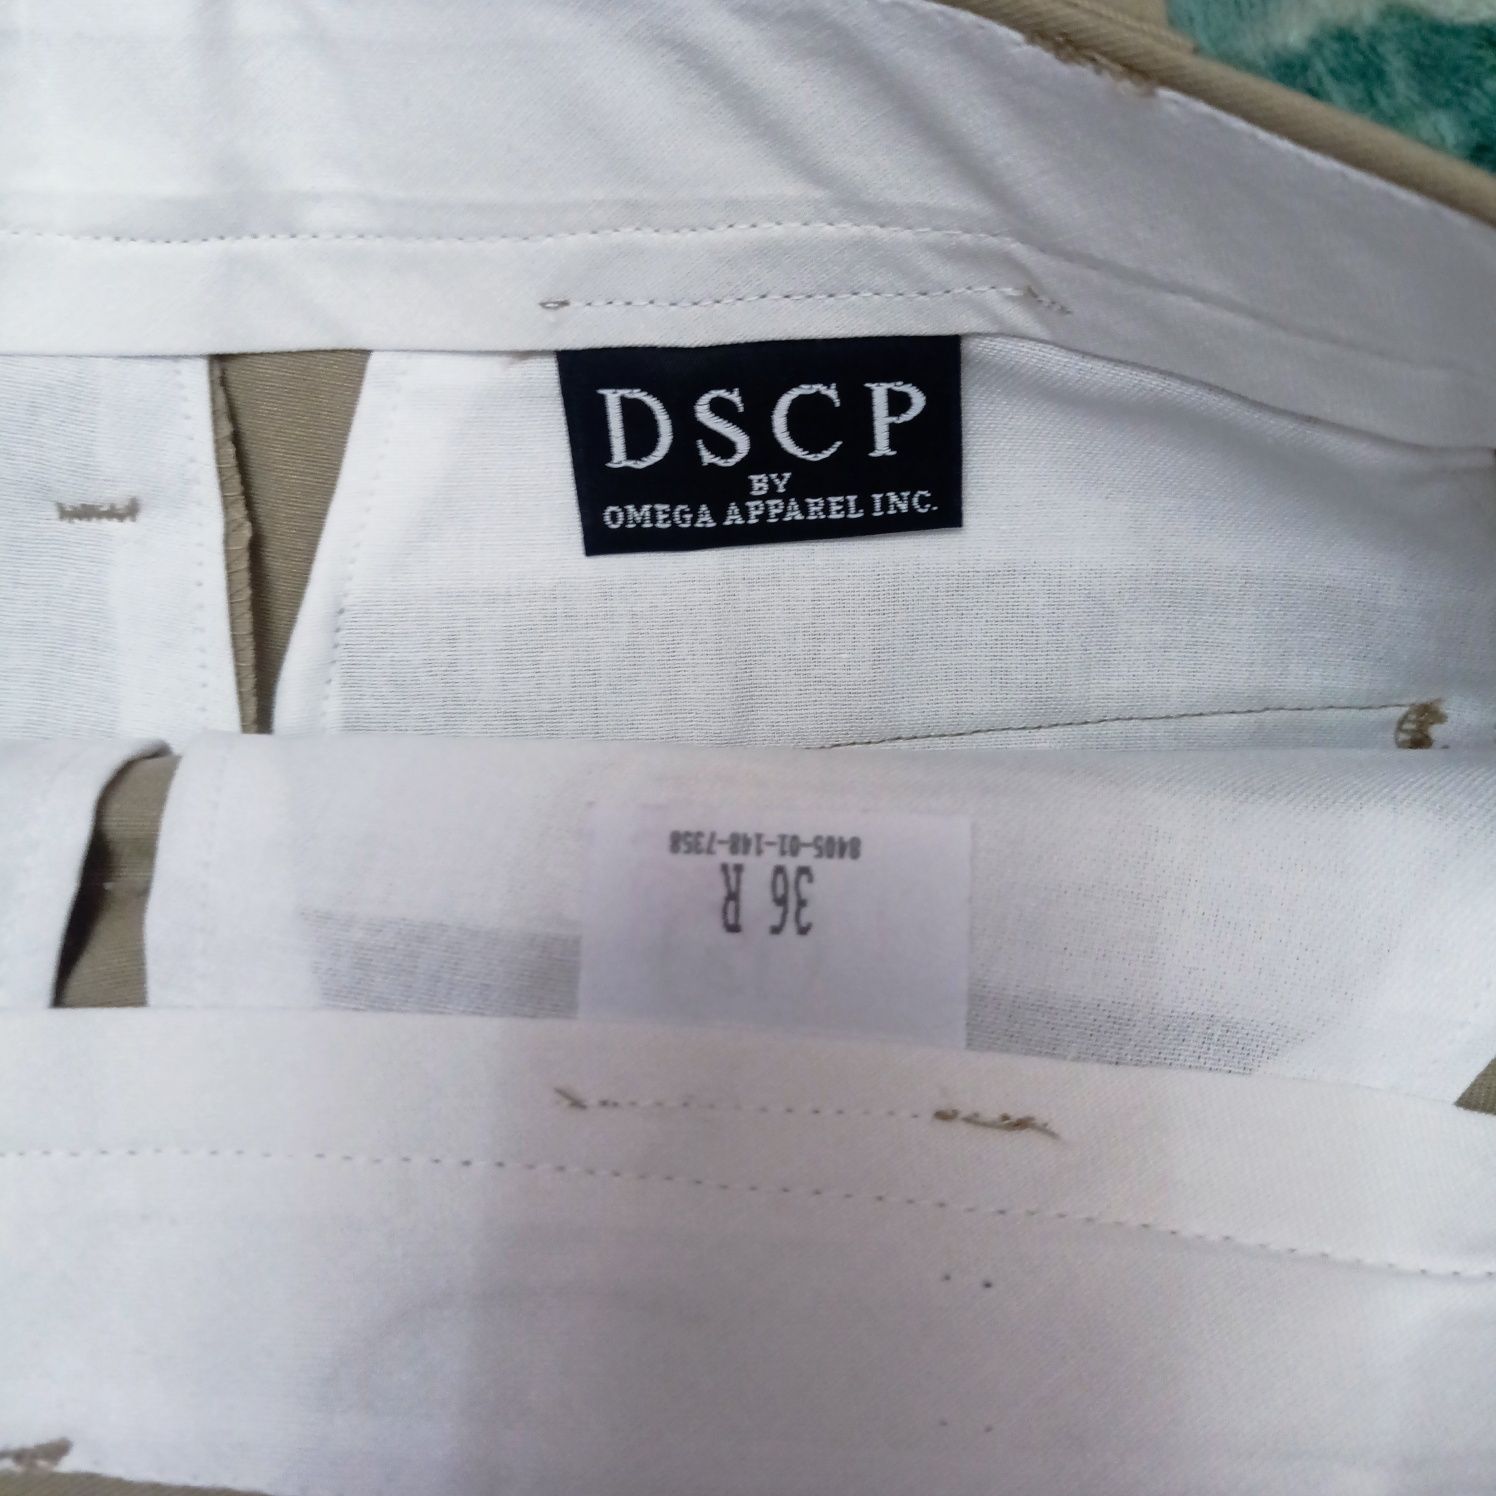 DSCP
BY
OMEGA APPAREL INC.
8405-01-148-7358
36 R